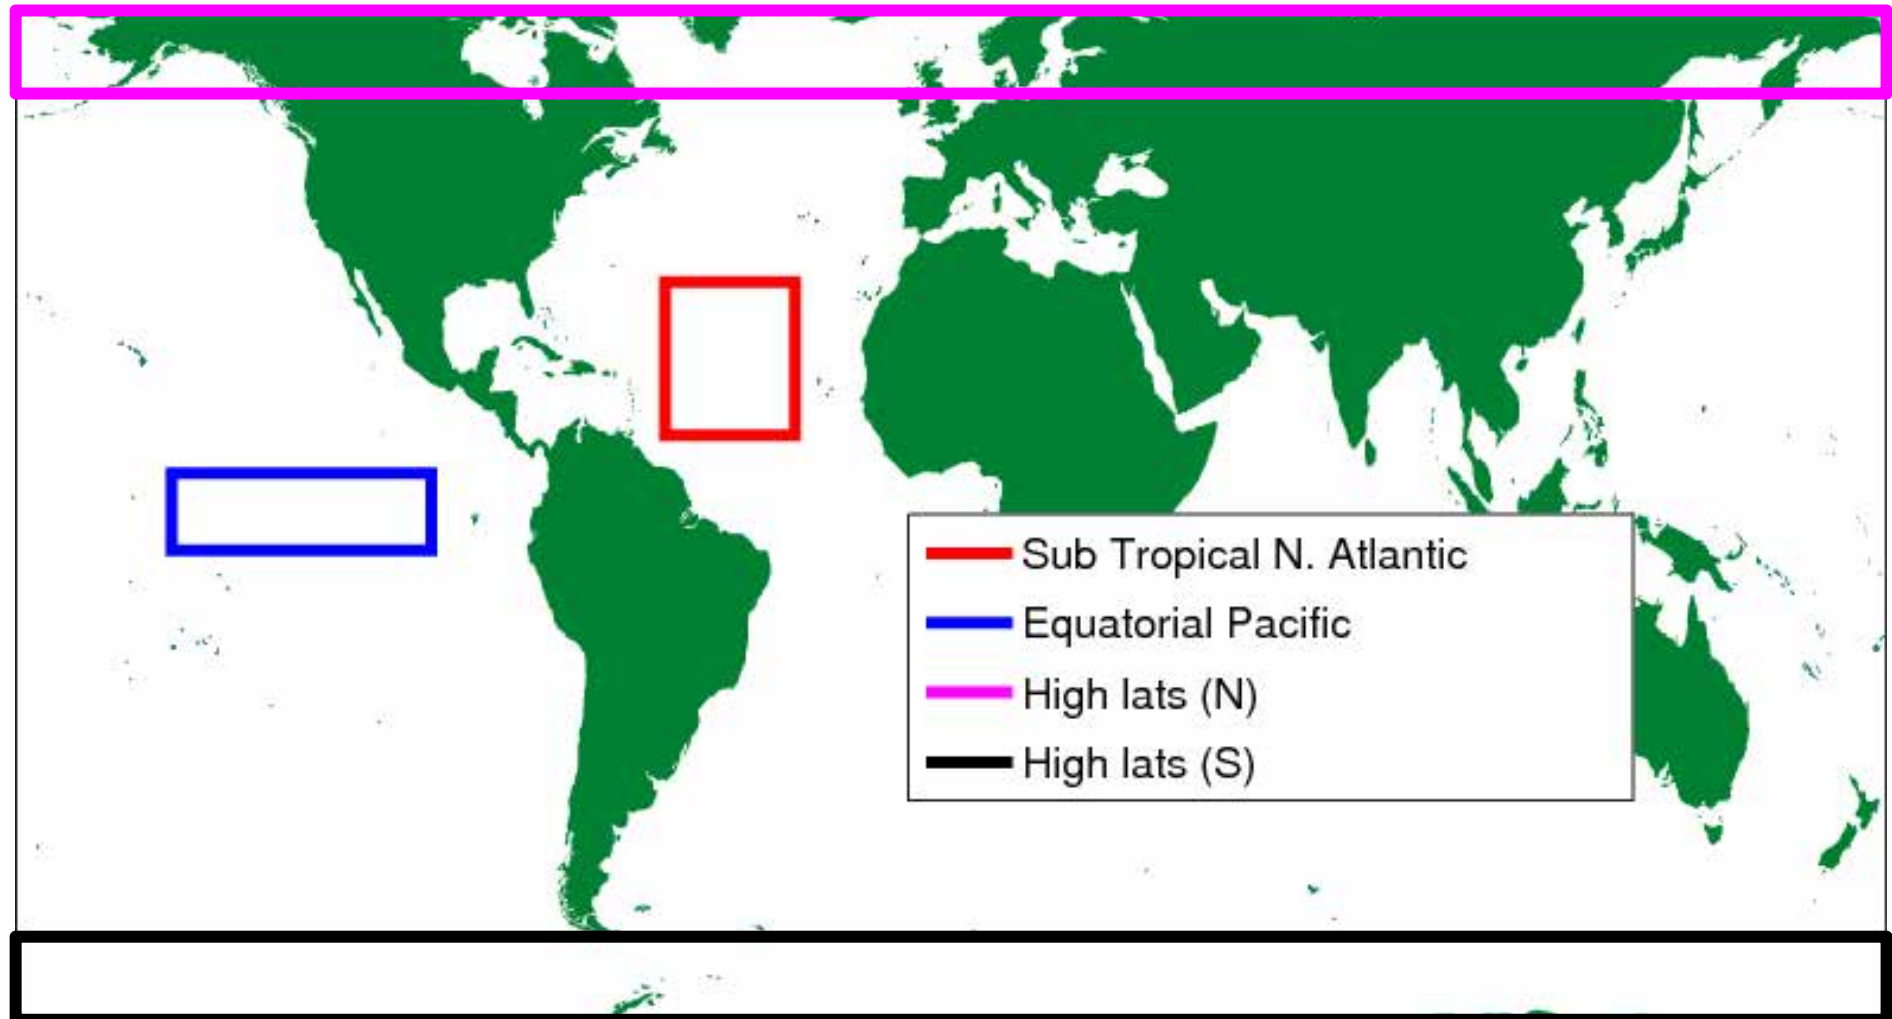 Sub Tropical N. Atlantic
Equatorial Pacific
High lats (N)
High lats (S)